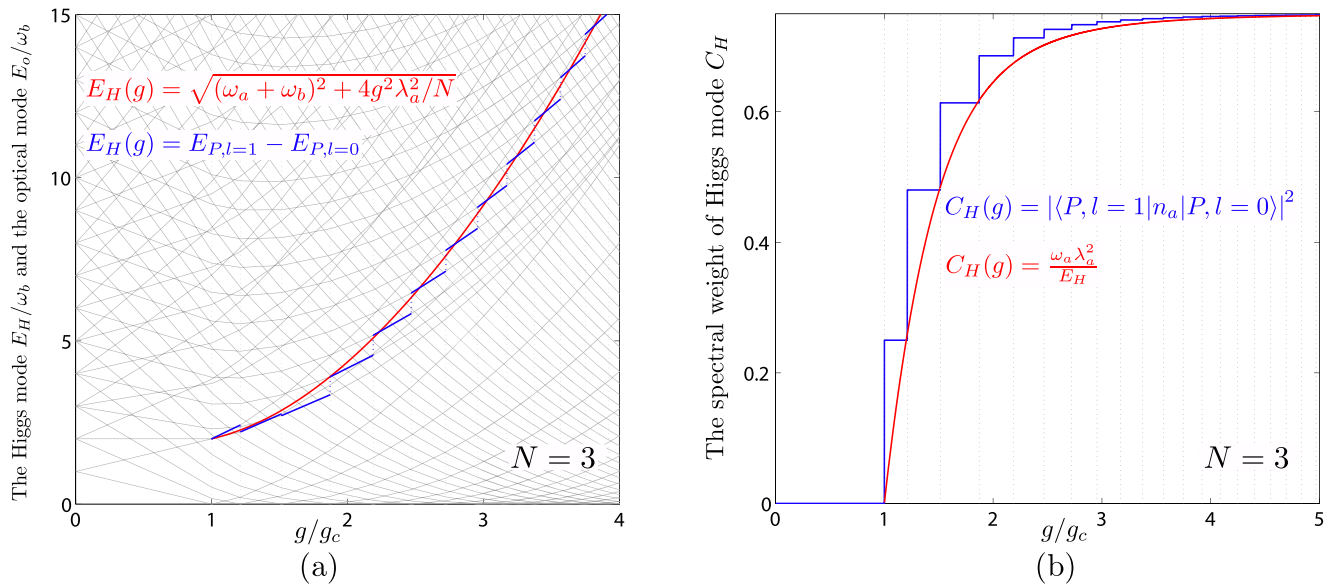 The Higgs mode $E_H/\omega_b$ and the optical mode $E_o/\omega_b$
15
10
5
0
$E_H(g) = \sqrt{(\omega_a + \omega_b)^2 + 4g^2\lambda_a^2/N}$
$E_H(g) = E_{P,l=1} - E_{P,l=0}$
$N = 3$
0 1 2 3 4
$g/g_c$
(a)
The spectral weight of Higgs mode $C_H$
0.6
0.4
0.2
0
$C_H(g) = |\langle P, l = 1|n_a|P, l = 0\rangle|^2$
$C_H(g) = \frac{\omega_a \lambda_a^2}{E_H}$
$N = 3$
0 1 2 3 4 5
$g/g_c$
(b)